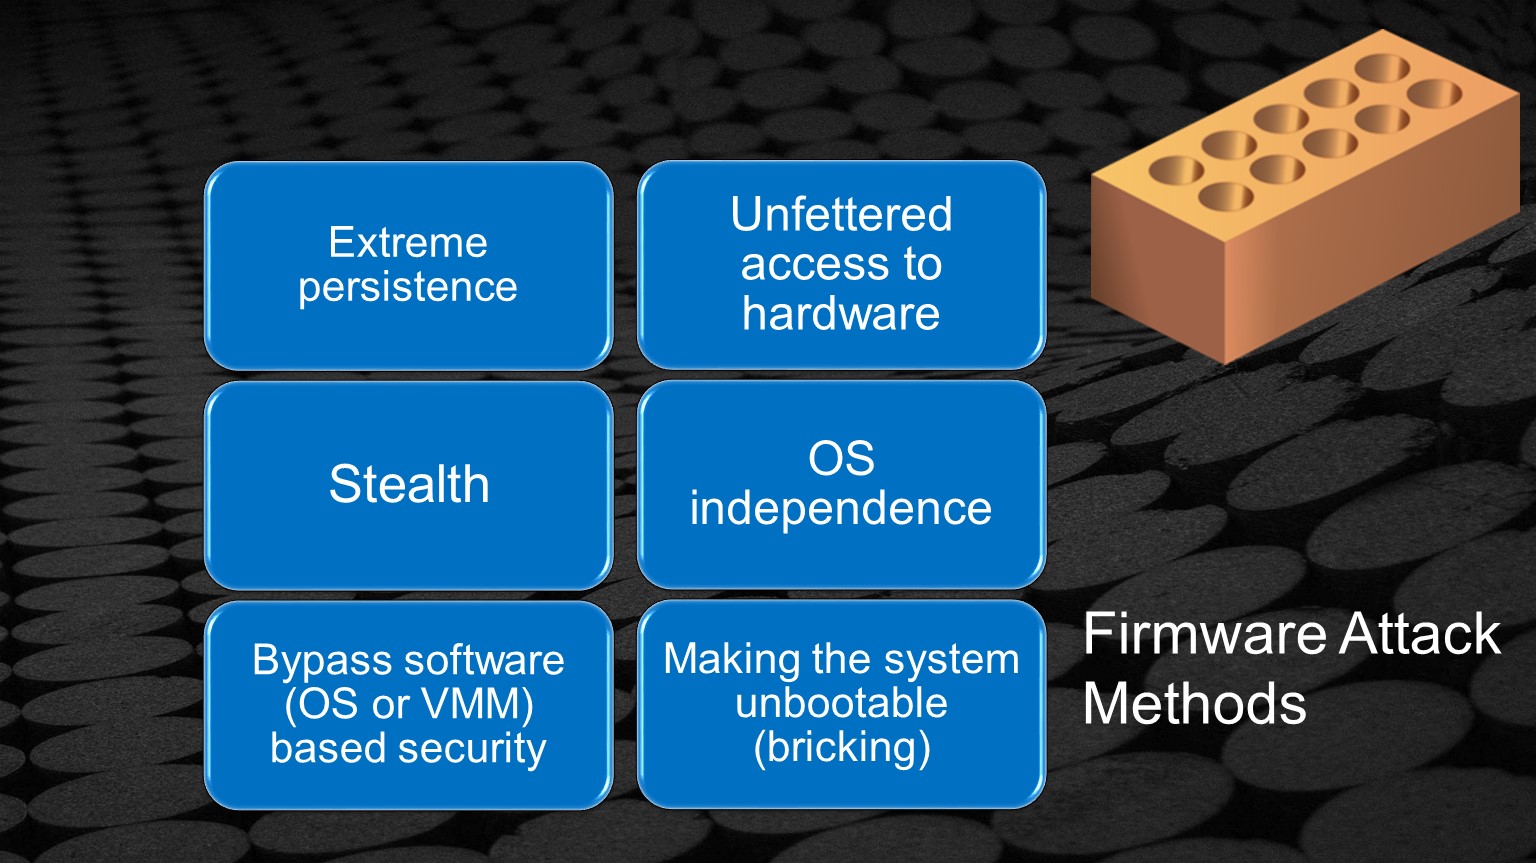 Extreme
persistence
Unfettered
access to
hardware
Stealth
OS
independence
Bypass software
(OS or VMM)
based security
Making the system
unbootable
(bricking)
Firmware Attack
Methods